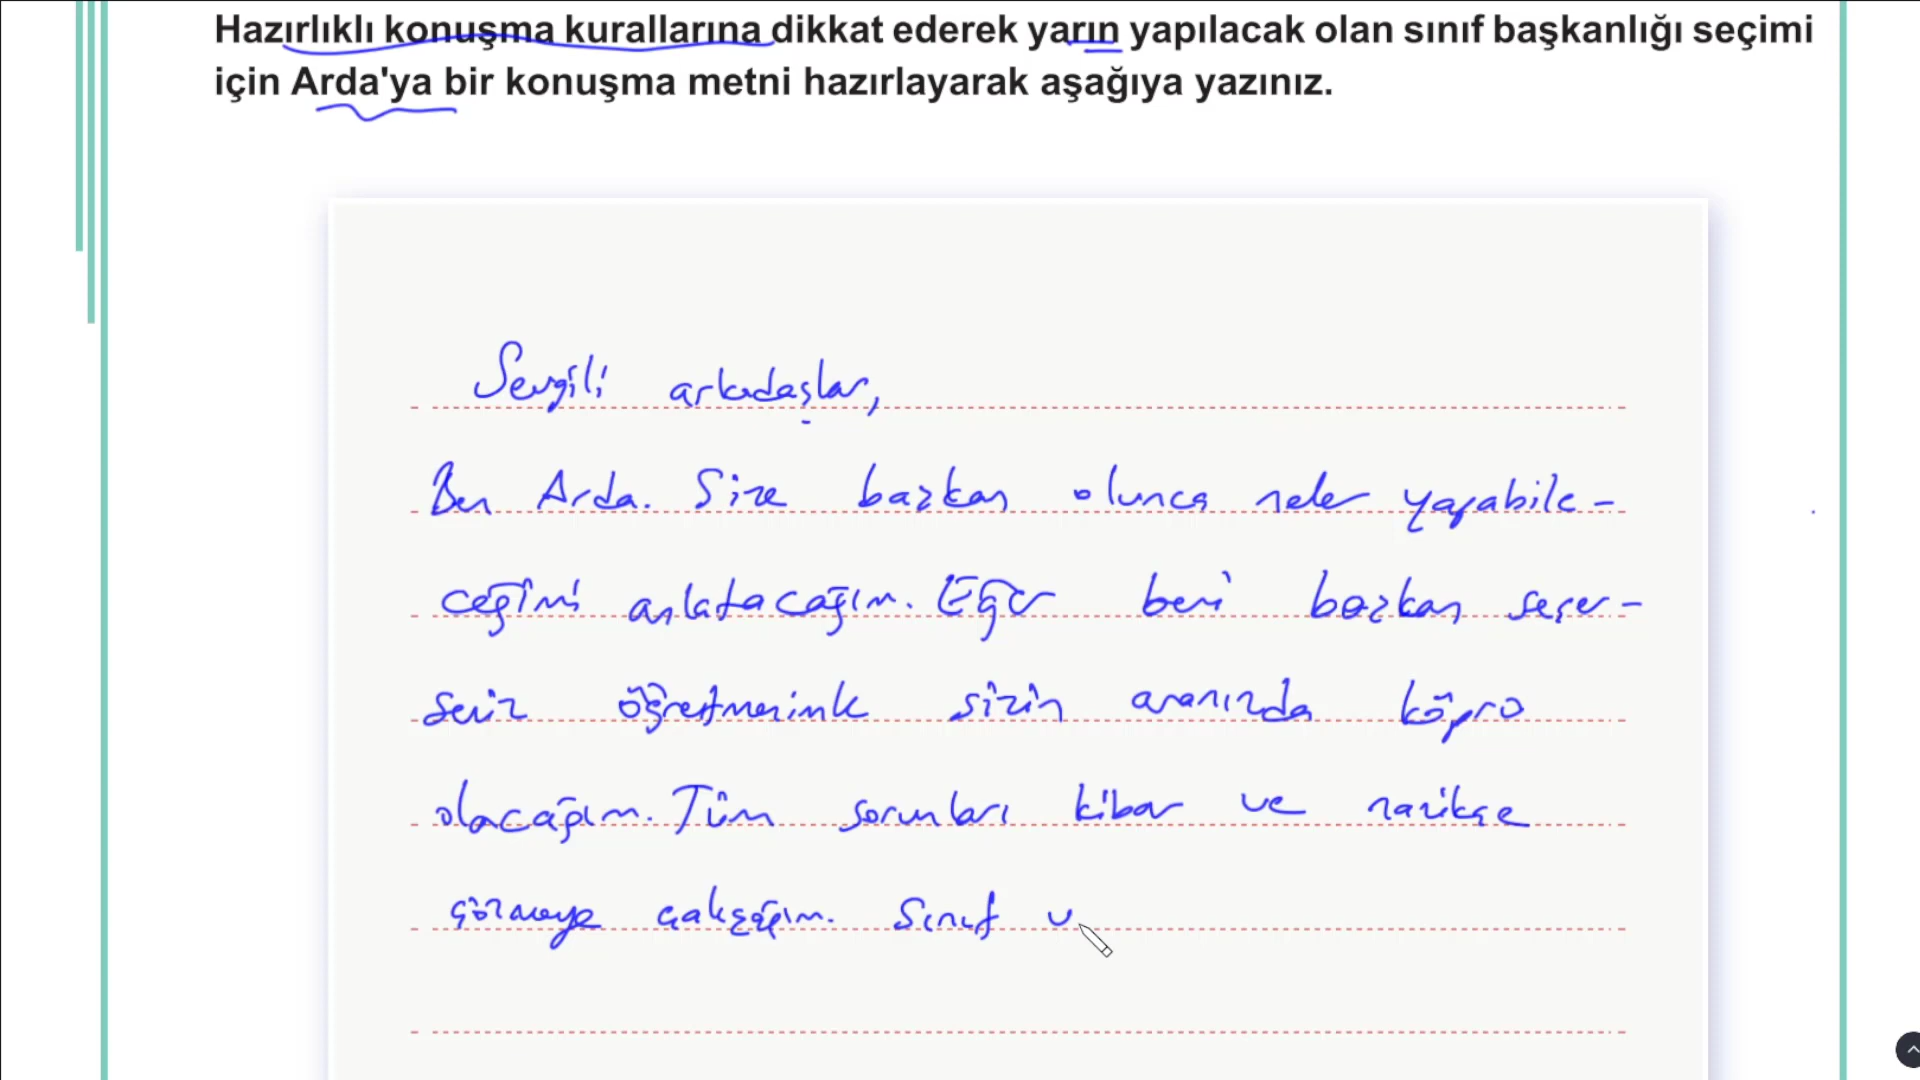 Hazırlıklı konuşma kurallarına dikkat ederek yarın yapılacak olan sınıf başkanlığı seçimi
için Arda'ya bir konuşma metni hazırlayarak aşağıya yazınız.
Sevgili arkadaşlar,
Ben Arda. Size başkan olunca neler yapabile-
ceğimi anlatacağım. Eğer beni başkan seçer-
seniz öğretmenimle sizin aranızda köprü
olacağım. Tüm sorunları kibar ve nazikçe
çözmeye çalışağım. Sınıf